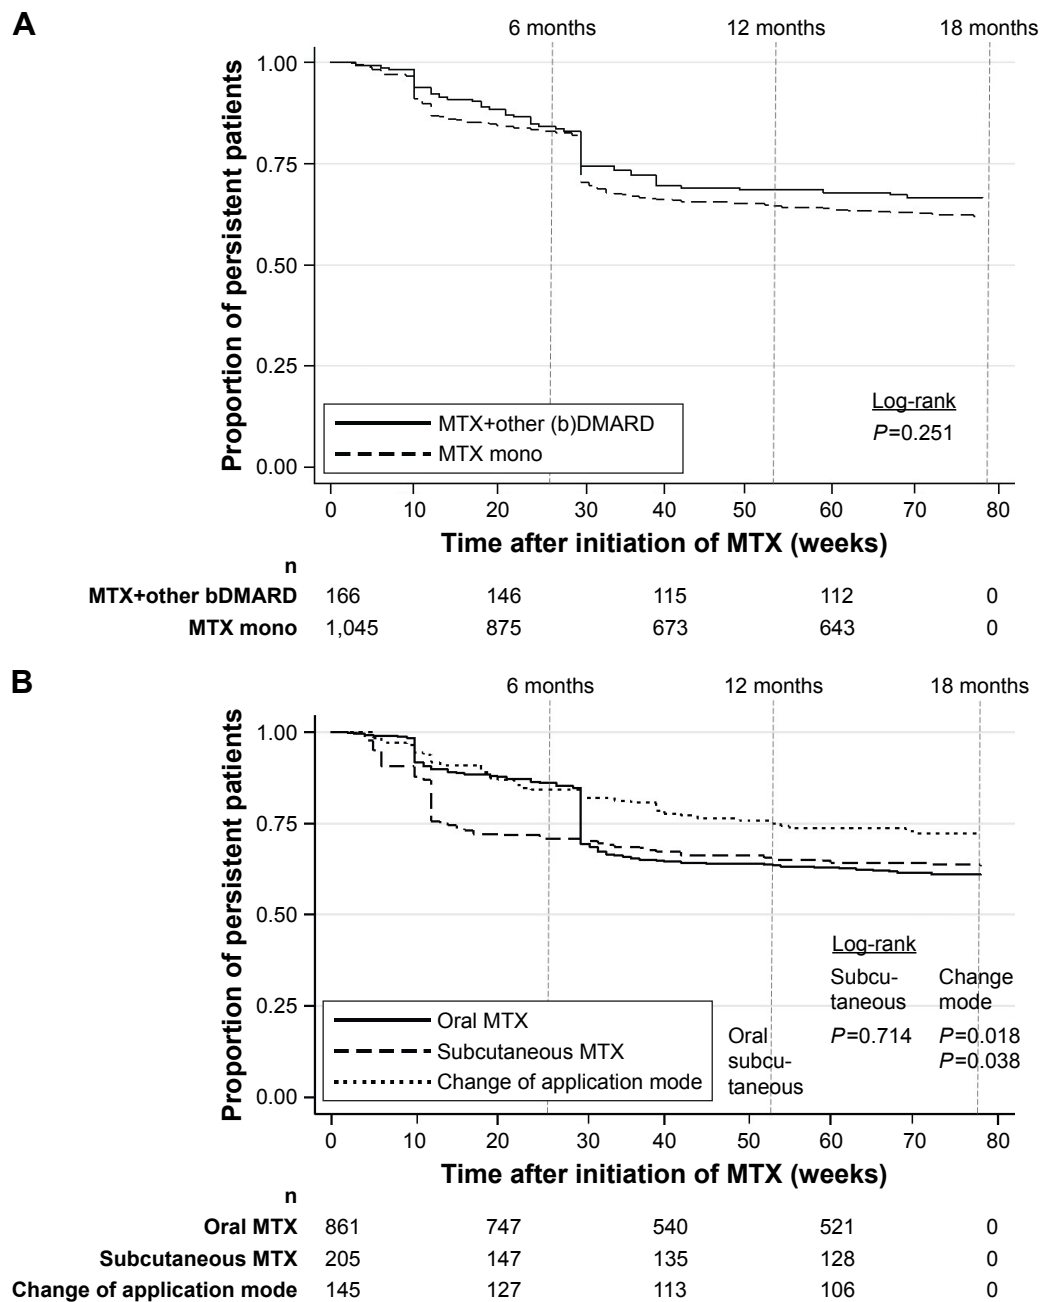 A
6 months 12 months 18 months
Proportion of persistent patients
1.00
0.75
0.50
0.25
0.00
Log-rank
P=0.251
MTX+other (b)DMARD
MTX mono
0 10 20 30 40 50 60 70 80
Time after initiation of MTX (weeks)
n
MTX+other bDMARD 166 146 115 112 0
MTX mono 1,045 875 673 643 0
B
6 months 12 months 18 months
Proportion of persistent patients
1.00
0.75
0.50
0.25
0.00
Log-rank
Subcu- Change
taneous mode
Oral P=0.714 P=0.018
subcu- P=0.038
taneous
Oral MTX
Subcutaneous MTX
Change of application mode
0 10 20 30 40 50 60 70 80
Time after initiation of MTX (weeks)
n
Oral MTX 861 747 540 521 0
Subcutaneous MTX 205 147 135 128 0
Change of application mode 145 127 113 106 0